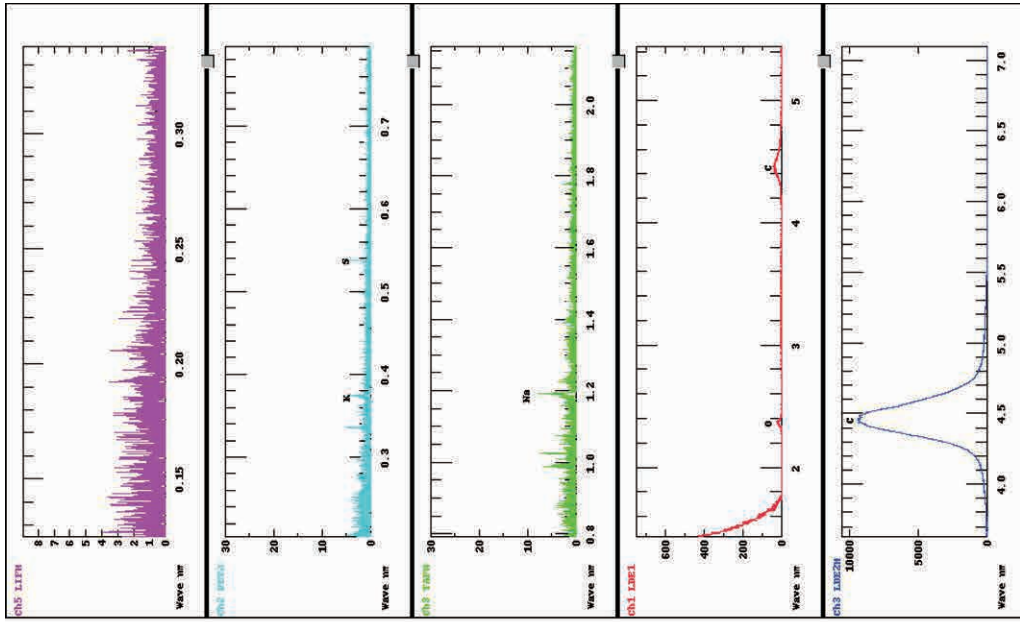 Ch5 LIFH
8
7
6
5
4
3
2
1
0
Wave nm 0.15 0.20 0.25 0.30
Ch2
30
20
10
0
K S
Wave nm 0.3 0.4 0.5 0.6 0.7
Ch3 TAPH
30
20
10
0
Na
Wave nm 0.8 1.0 1.2 1.4 1.6 1.8 2.0
Ch1 LDE1
600
400
200
0
O C
Wave nm 2 3 4 5
Ch3 LDE2H
10000
5000
0
C
Wave nm 4.0 4.5 5.0 5.5 6.0 6.5 7.0